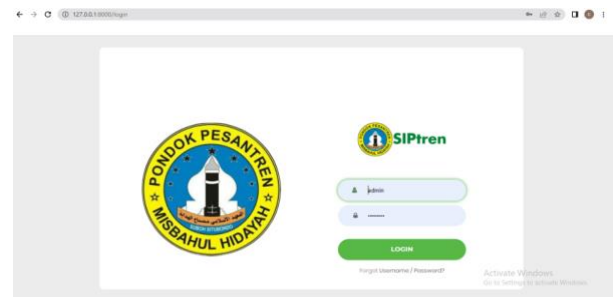 127.0.0.1:8000/login
PONDOK PESANTREN
MISBAHUL HIDAYAH
SIPtren
admin
LOGIN
Forgot Username / Password?
Activate Windows
Go to Settings to activate Windows.